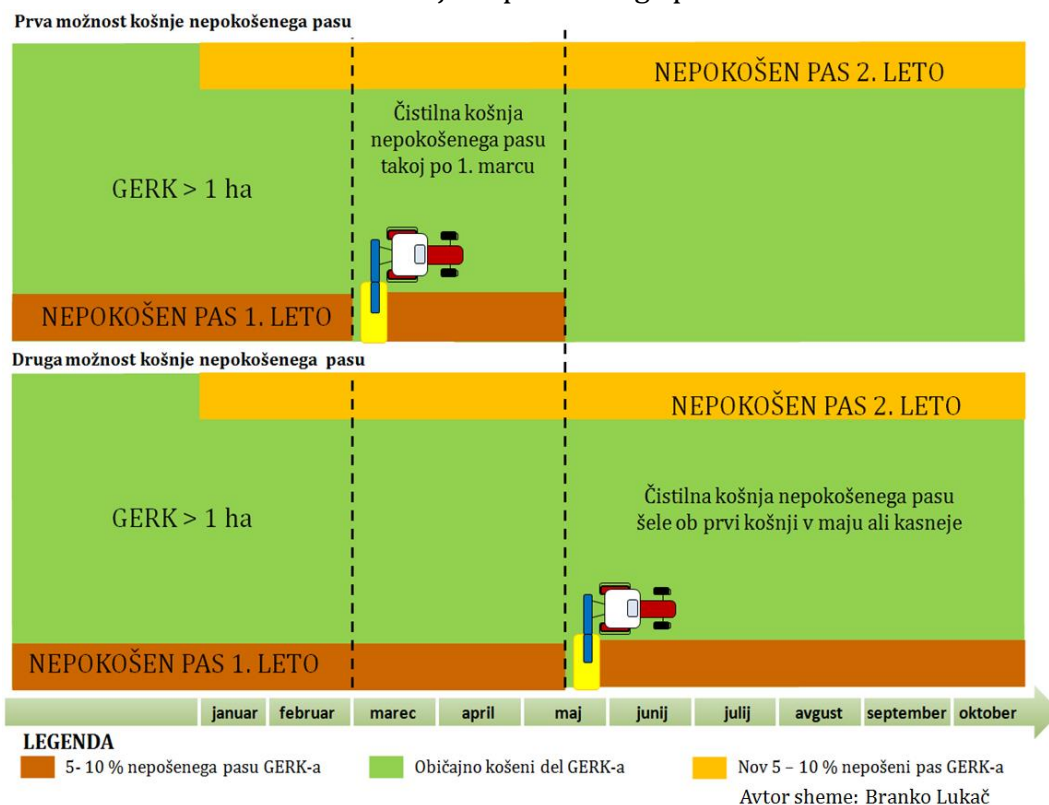 Prva možnost košnje nepokošenega pasu
NEPOKOŠEN PAS 2. LETO
Čistilna košnja
nepokošenega pasu
takoj po 1. marcu
GERK > 1 ha
NEPOKOŠEN PAS 1. LETO
Druga možnost košnje nepokošenega pasu
NEPOKOŠEN PAS 2. LETO
Čistilna košnja nepokošenega pasu
šele ob prvi košnji v maju ali kasneje
GERK > 1 ha
NEPOKOŠEN PAS 1. LETO
januar februar marec april maj junij julij avgust september oktober
LEGENDA
5- 10 % nepošenega pasu GERK-a Običajno košeni del GERK-a Nov 5 – 10 % nepošeni pas GERK-a
Avtor sheme: Branko Lukač